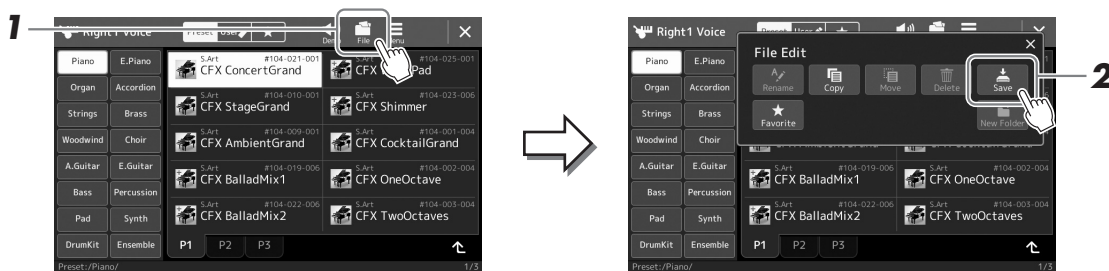 1
Right1 Voice
Preset User ★
Demo File Menu
Piano E.Piano
Organ Accordion
Strings Brass
Woodwind Choir
A.Guitar E.Guitar
Bass Percussion
Pad Synth
DrumKit Ensemble
S.Art #104-021-001
CFX ConcertGrand
#104-025-001
CFX Pad
S.Art #104-010-001
CFX StageGrand
S.Art #104-023-006
CFX Shimmer
S.Art #104-009-001
CFX AmbientGrand
S.Art #104-001-004
CFX CocktailGrand
S.Art #104-019-006
CFX BalladMix1
S.Art #104-002-004
CFX OneOctave
S.Art #104-022-006
CFX BalladMix2
S.Art #104-003-004
CFX TwoOctaves
P1 P2 P3
Preset:/Piano/ 1/3
2
Right1 Voice
Preset User
File Edit
Rename Copy Move Delete Save
Favorite New Folder
Piano E.Piano
Organ Accordion
Strings Brass
Woodwind Choir
A.Guitar E.Guitar
Bass Percussion
Pad Synth
DrumKit Ensemble
S.Art #104-019-006
CFX BalladMix1
S.Art #104-002-004
CFX OneOctave
S.Art #104-022-006
CFX BalladMix2
S.Art #104-003-004
CFX TwoOctaves
P1 P2 P3
Preset:/Piano/ 1/3